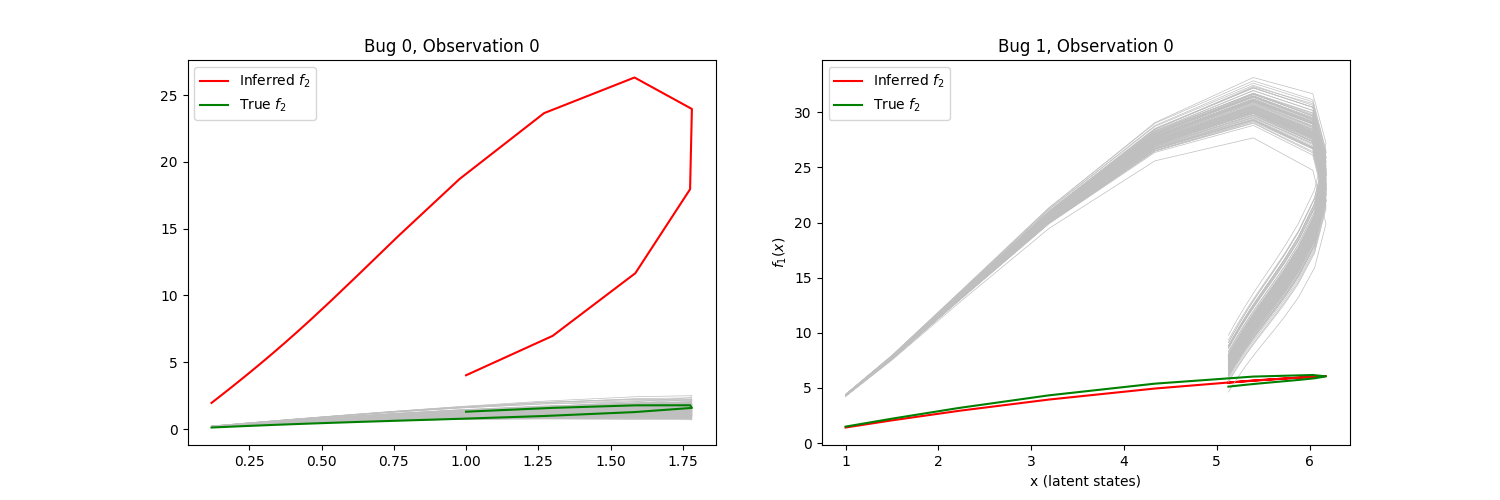 Bug 0, Observation 0
Inferred f₂
True f₂
25
20
15
10
5
0
0.25 0.50 0.75 1.00 1.25 1.50 1.75
Bug 1, Observation 0
Inferred f₂
True f₂
f₁(x)
30
25
20
15
10
5
0
1 2 3 4 5 6
x (latent states)